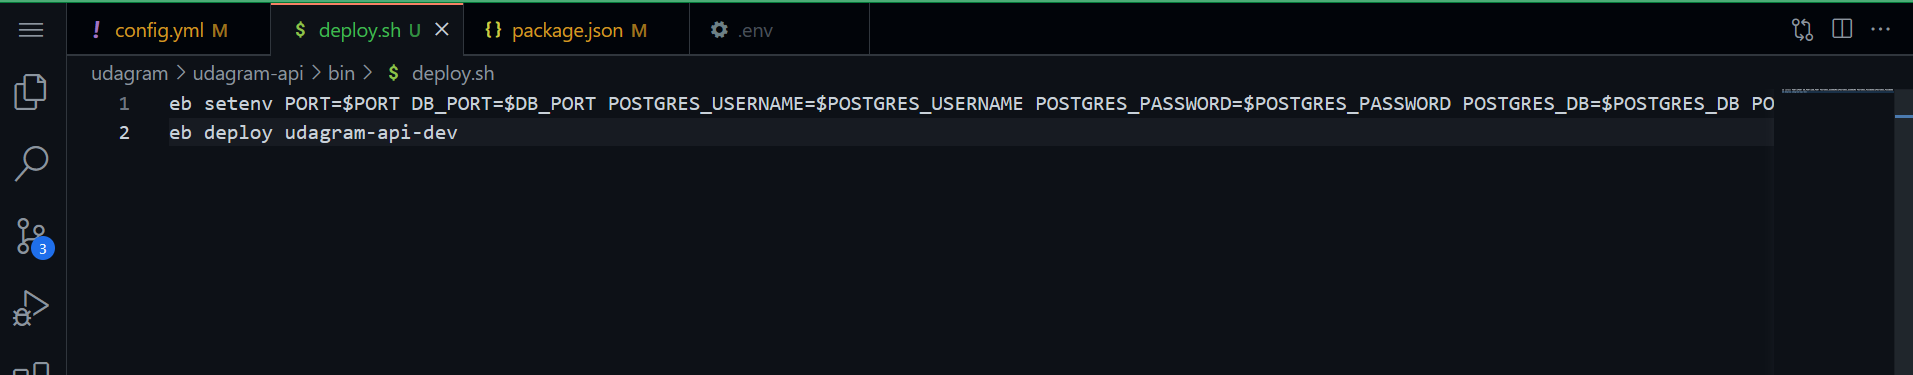 ! config.yml M $ deploy.sh U {} package.json M .env
udagram > udagram-api > bin > $ deploy.sh
1 eb setenv PORT=$PORT DB_PORT=$DB_PORT POSTGRES_USERNAME=$POSTGRES_USERNAME POSTGRES_PASSWORD=$POSTGRES_PASSWORD POSTGRES_DB=$POSTGRES_DB PO
2 eb deploy udagram-api-dev
3